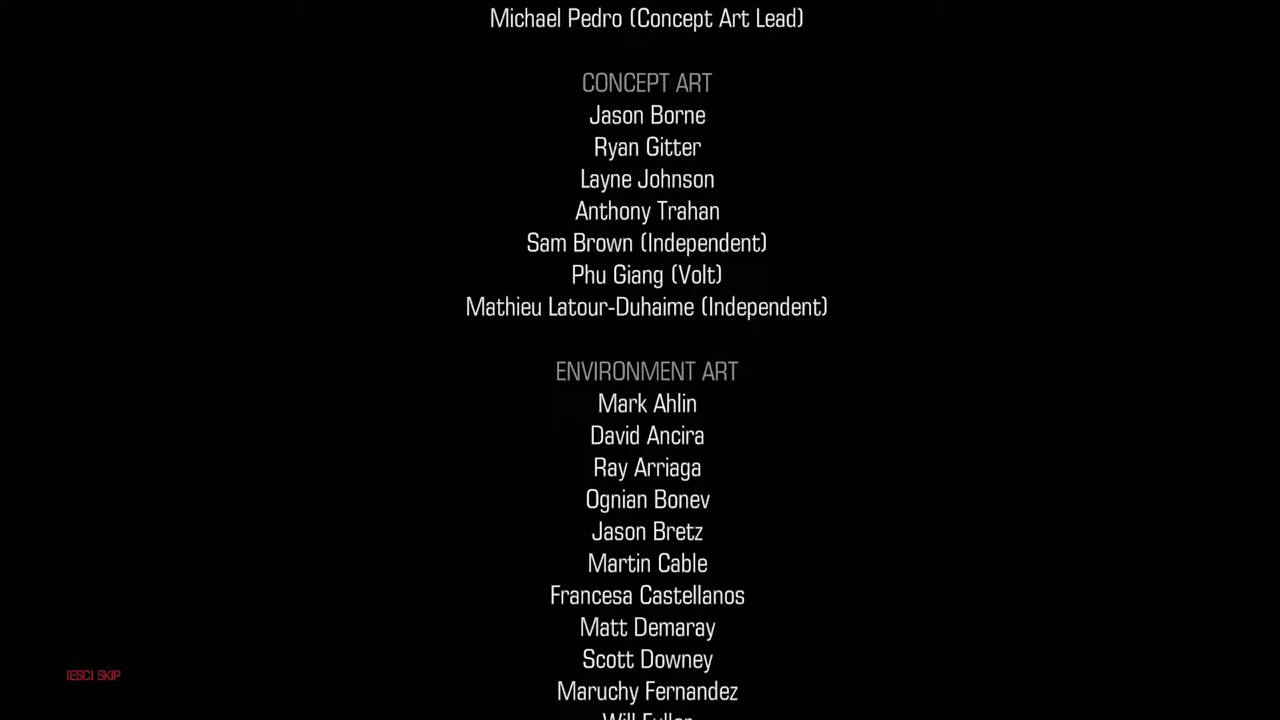 Michael Pedro (Concept Art Lead)
CONCEPT ART
Jason Borne
Ryan Gitter
Layne Johnson
Anthony Trahan
Sam Brown (Independent)
Phu Giang (Volt)
Mathieu Latour-Duhaime (Independent)
ENVIRONMENT ART
Mark Ahlin
David Ancira
Ray Arriaga
Ognian Bonev
Jason Bretz
Martin Cable
Francesa Castellanos
Matt Demaray
Scott Downey
[ESC] SKIP
Maruchy Fernandez
Will Fuller